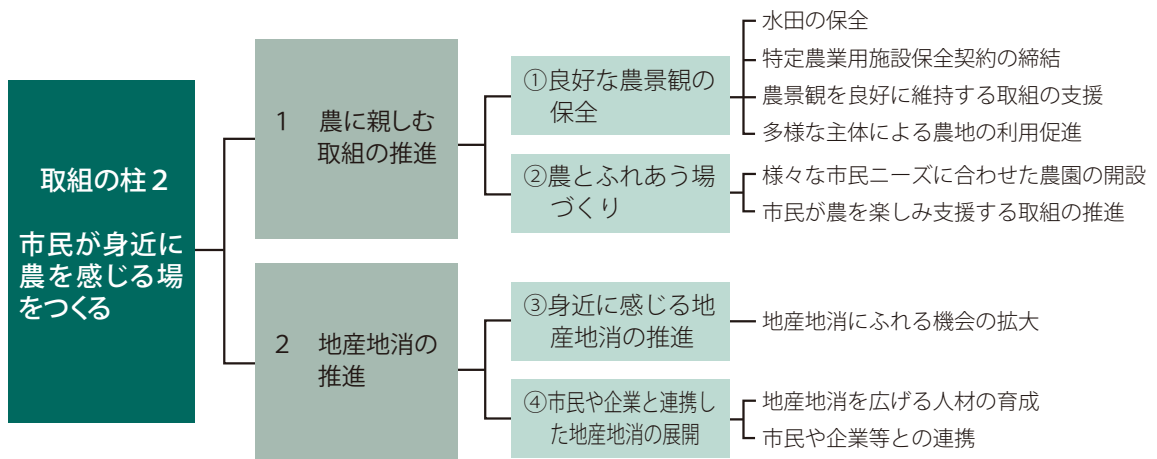 取組の柱 2
市民が身近に
農を感じる場
をつくる
1 農に親しむ
取組の推進
①良好な農景観の
保全
水田の保全
特定農業用施設保全契約の締結
農景観を良好に維持する取組の支援
多様な主体による農地の利用促進
②農とふれあう場
づくり
様々な市民ニーズに合わせた農園の開設
市民が農を楽しみ支援する取組の推進
2 地産地消の
推進
③身近に感じる地
産地消の推進
地産地消にふれる機会の拡大
④市民や企業と連携し
た地産地消の展開
地産地消を広げる人材の育成
市民や企業等との連携